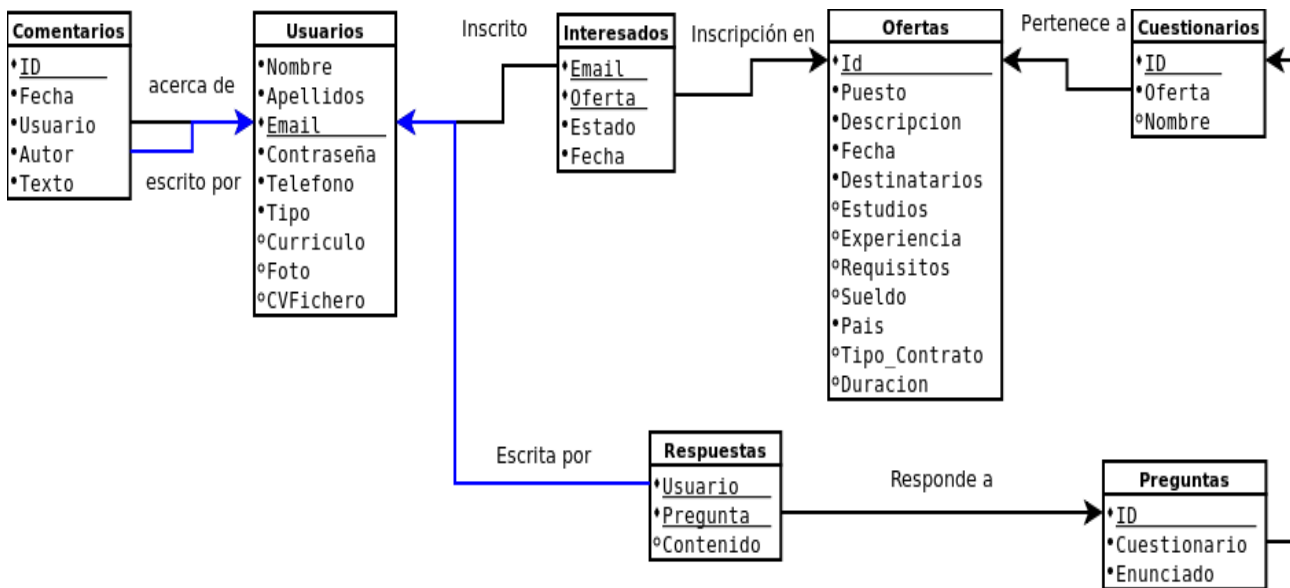 Comentarios
ID
Fecha
Usuario
Autor
Texto
acerca de
escrito por
Usuarios
Nombre
Apellidos
Email
Contraseña
Telefono
Tipo
Curriculo
Foto
CVFichero
Inscrito
Interesados
Email
Oferta
Estado
Fecha
Inscripción en
Ofertas
Id
Puesto
Descripcion
Fecha
Destinatarios
Estudios
Experiencia
Requisitos
Sueldo
Pais
Tipo_Contrato
Duracion
Pertenece a
Cuestionarios
ID
Oferta
Nombre
Escrita por
Respuestas
Usuario
Pregunta
Contenido
Responde a
Preguntas
ID
Cuestionario
Enunciado